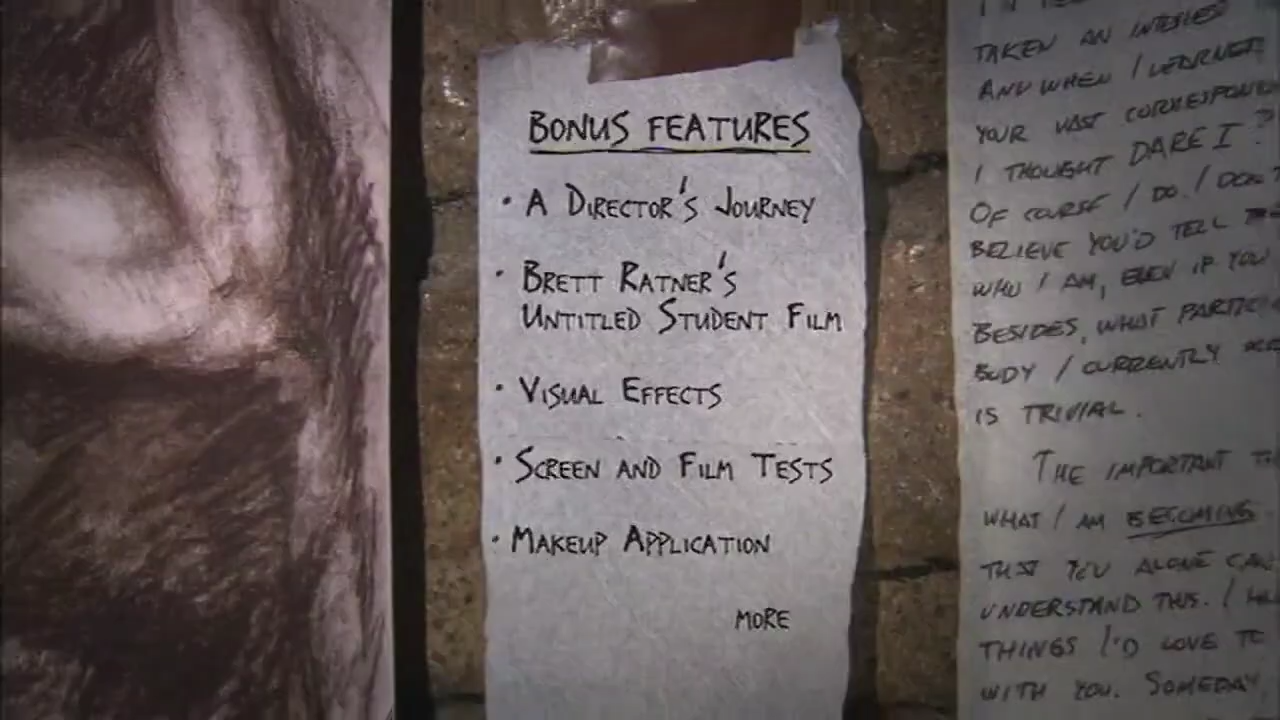 BONUS FEATURES
• A DIRECTOR'S JOURNEY
• BRETT RATNER'S
UNTITLED STUDENT FILM
• VISUAL EFFECTS
• SCREEN AND FILM TESTS
• MAKEUP APPLICATION
MORE
TAKEN AN
AND WHEN I LEARNED
YOUR VAST
I THOUGHT DARE I?
OF COURSE I DO. I DON'T
BELIEVE YOU'D TELL
WHO I AM, EVEN IF YOU
BESIDES, WHAT
BODY I CURRENTLY
IS TRIVIAL.
THE IMPORTANT
WHAT I AM BECOMING
THAT YOU ALONE CAN
UNDERSTAND THIS. I
THINGS I'D LOVE TO
WITH YOU. SOMEDAY